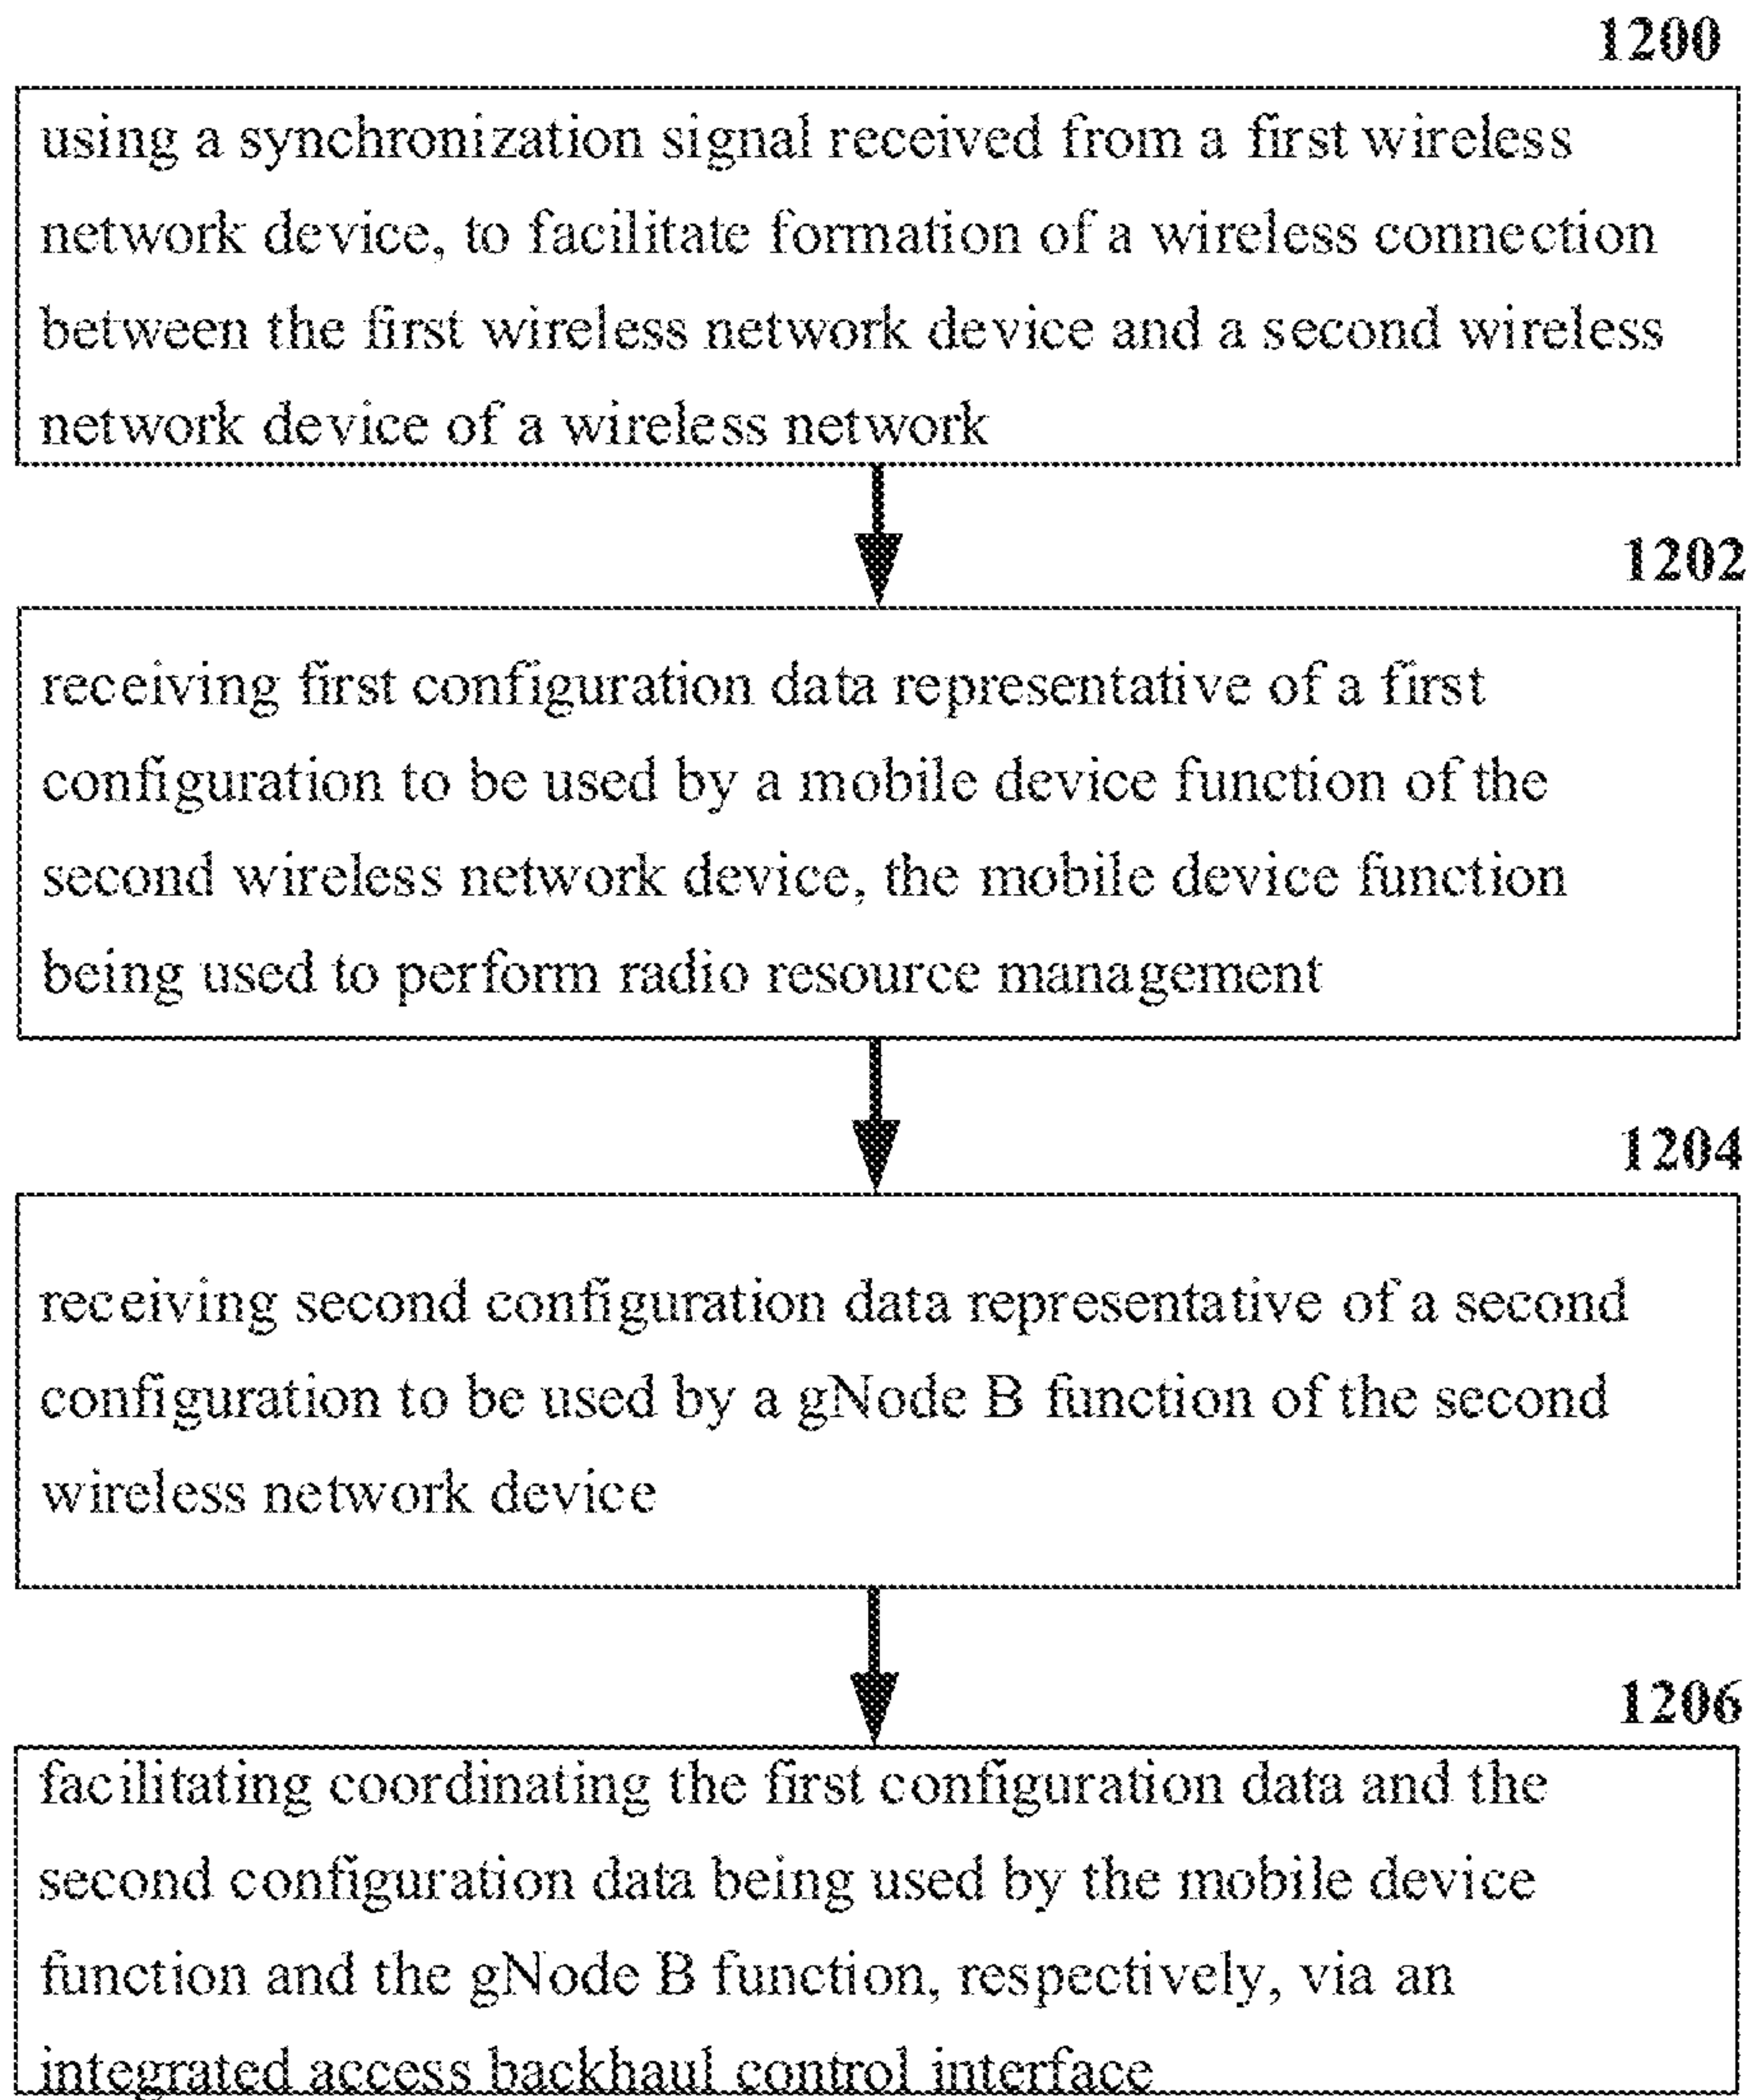 1200
using a synchronization signal received from a first wireless
network device, to facilitate formation of a wireless connection
between the first wireless network device and a second wireless
network device of a wireless network
1202
receiving first configuration data representative of a first
configuration to be used by a mobile device function of the
second wireless network device, the mobile device function
being used to perform radio resource management
1204
receiving second configuration data representative of a second
configuration to be used by a gNode B function of the second
wireless network device
1206
facilitating coordinating the first configuration data and the
second configuration data being used by the mobile device
function and the gNode B function, respectively, via an
integrated access backhaul control interface